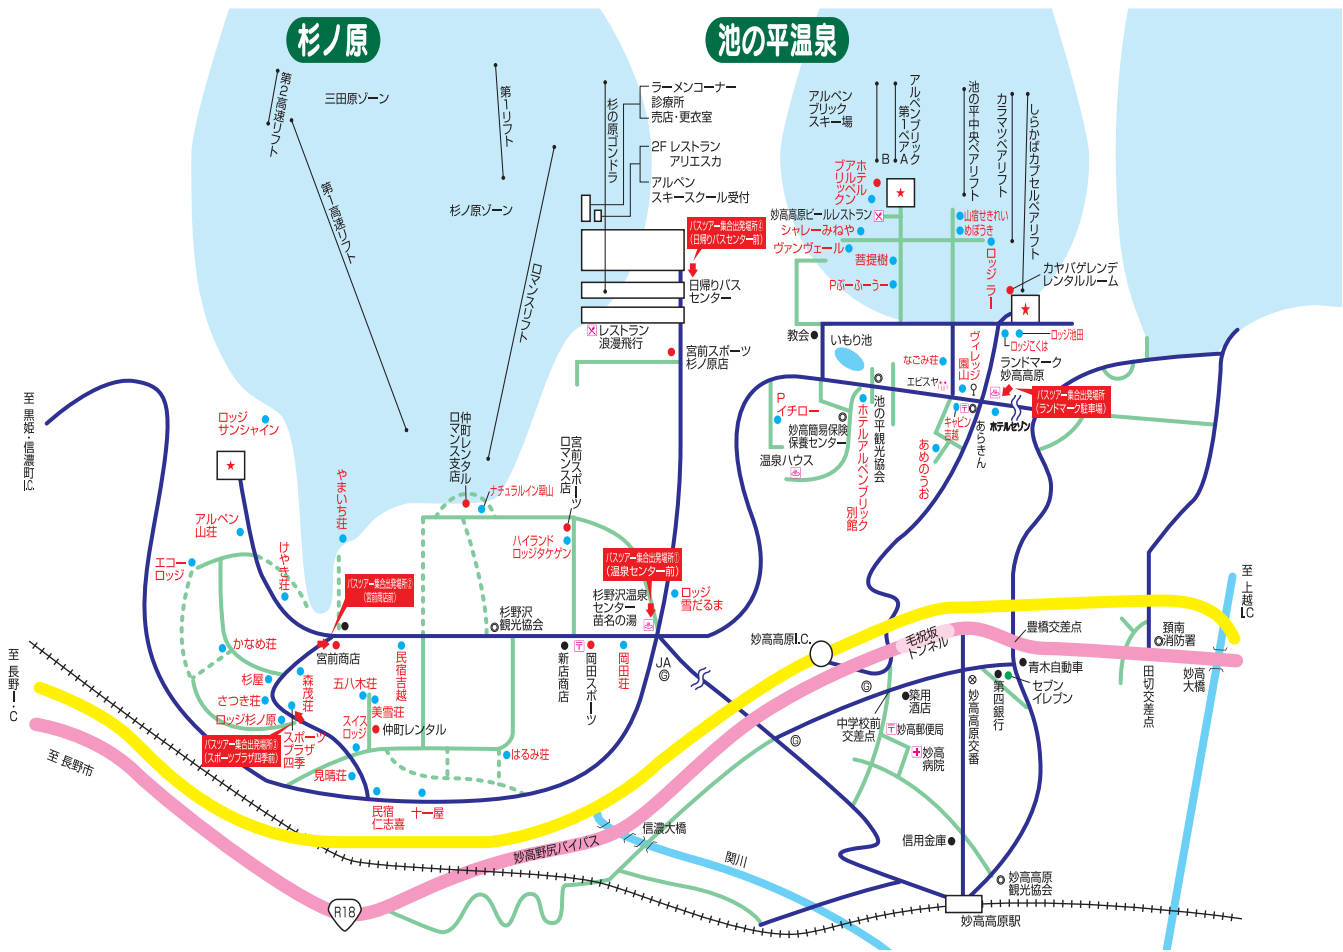 杉ノ原
池の平温泉
第2高速リフト
三田原ゾーン
第1リフト
杉の原ゴンドラ
ラーメンコーナー
診療所
売店・更衣室
2F レストラン
アリエスカ
アルペン
スキースクール受付
第1高速リフト
杉ノ原ゾーン
ロマンスリフト
バスツアー集合出発場所④
(日帰りバスセンター前)
日帰りバス
センター
レストラン
浪漫飛行
宮前スポーツ
杉ノ原店
アルペン
ブリック
スキー場
アルペンブリック
第1ペア
B
A
池の平中央ペアリフト
カラマツペアリフト
しらかばカプセルペアリフト
ホテル
アルペン
ブリックン
妙高高原ビールレストラン
シャレーみねや
ヴァンヴェール
菩提樹
Pぷーふーうー
山宿せきれい
めぼうき
ロッジ ラー
カヤバゲレンデ
レンタルルーム
教会
いもり池
なごみ荘
エビスヤ
ヴィレッジ
園山
ロッジこくは
ロッジ池田
ランドマーク
妙高高原
バスツアー集合出発場所
(ランドマーク駐車場)
P
イチロー
妙高簡易保険
保養センター
温泉ハウス
ホテルアルペンブリック
別館
池の平観光協会
あめのうお
キャビン
吉越
あらきん
ホテルセゾン
至 黒姫・信濃町I.C
ロッジ
サンシャイン
やまいち荘
仲町レンタル
ロマンス支店
ナチュラルイン翠山
宮前スポーツ
ロマンス店
アルペン
山荘
エコー
ロッジ
けやき荘
ハイランド
ロッジタケゲン
バスツアー集合出発場所②
(宮前商店前)
バスツアー集合出発場所①
(温泉センター前)
杉野沢温泉
センター
苗名の湯
ロッジ
雪だるま
杉野沢
観光協会
かなめ荘
宮前商店
民宿吉越
新店商店
岡田スポーツ
岡田荘
JA
G
杉屋
さつき荘
ロッジ杉ノ原
森茂荘
五八木荘
美雪荘
スイス
ロッジ
仲町レンタル
バスツアー集合出発場所③
(スポーツプラザ四季前)
スポーツ
プラザ
四季
見晴荘
民宿
仁志喜
十一屋
はるみ荘
至 長野I・C
至 長野市
R18
妙高野尻バイパス
信濃大橋
関川
妙高高原I.C.
毛祝坂
トンネル
豊橋交差点
頚南
消防署
至 上越I.C
妙高
大橋
田切交差点
青木自動車
セブン
イレブン
第四銀行
妙高高原交番
築用
酒店
G
G
中学校前
交差点
妙高郵便局
妙高
病院
信用金庫
妙高高原
観光協会
妙高高原駅